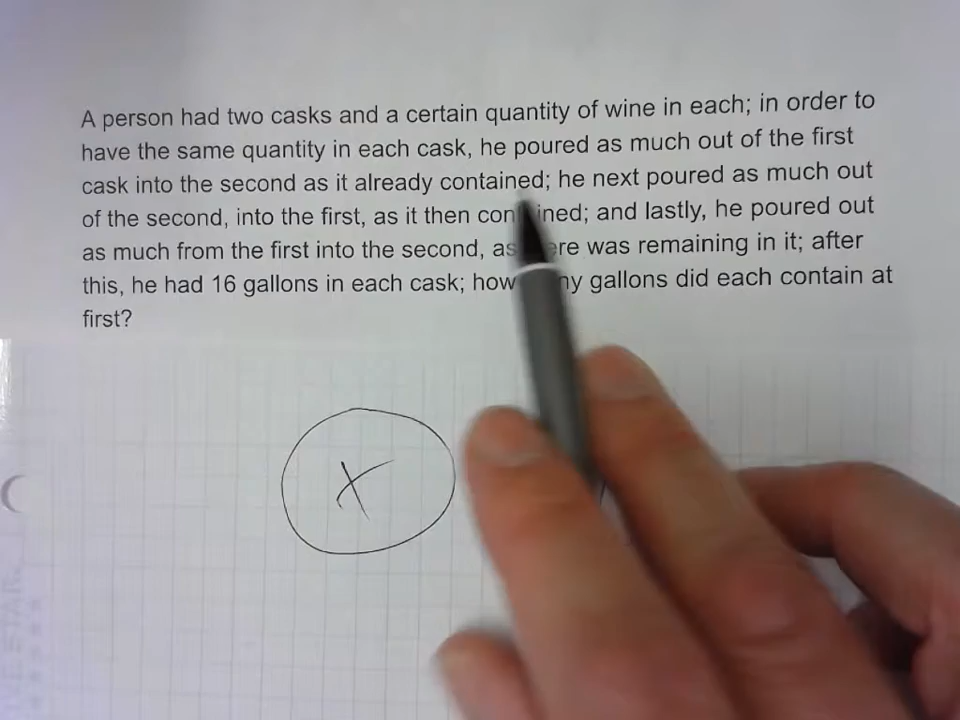 A person had two casks and a certain quantity of wine in each; in order to
have the same quantity in each cask, he poured as much out of the first
cask into the second as it already contained; he next poured as much out
of the second, into the first, as it then con ined; and lastly, he poured out
as much from the first into the second, as ere was remaining in it; after
this, he had 16 gallons in each cask; how ny gallons did each contain at
first?
x